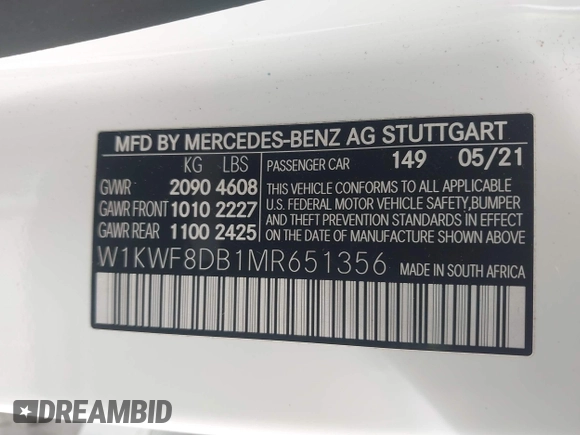 MFD BY MERCEDES-BENZ AG STUTTGART
KG LBS PASSENGER CAR 149 05/21
GVWR 2090 4608
GAWR FRONT 1010 2227
GAWR REAR 1100 2425
THIS VEHICLE CONFORMS TO ALL APPLICABLE
U.S. FEDERAL MOTOR VEHICLE SAFETY, BUMPER
AND THEFT PREVENTION STANDARDS IN EFFECT
ON THE DATE OF MANUFACTURE SHOWN ABOVE.
W1KWF8DB1MR651356 MADE IN SOUTH AFRICA
DREAMBID
DREAMBID.COM